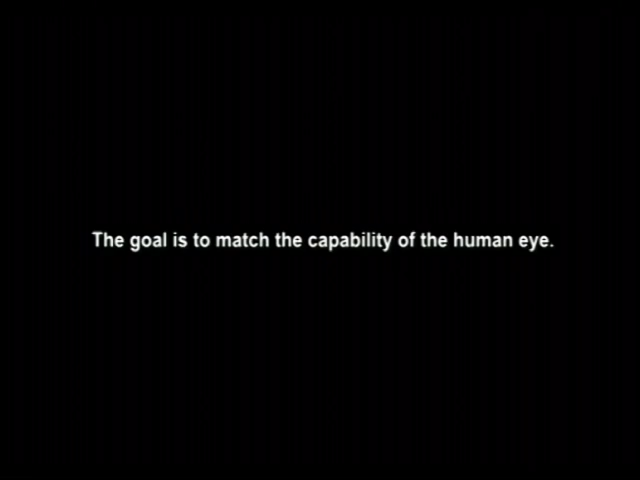 The goal is to match the capability of the human eye.